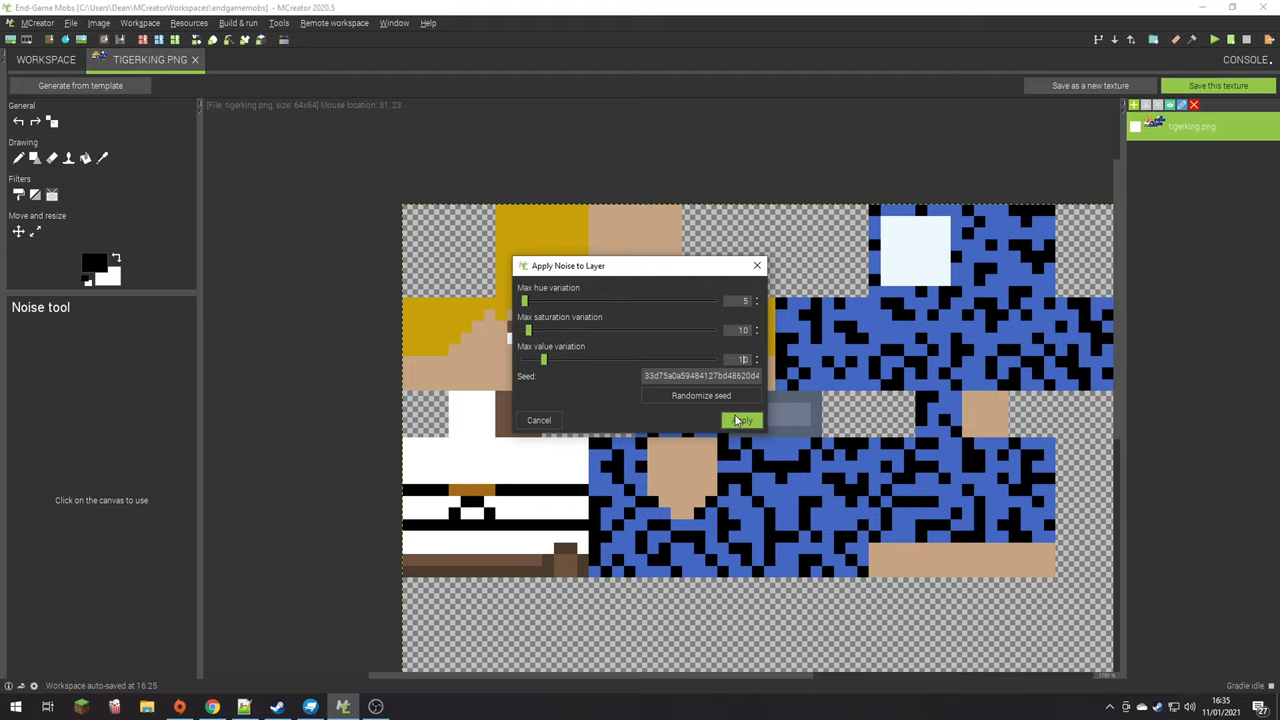 End-Game Mobs [C:\Users\Dean\MCreatorWorkspaces\endgamemobs] - MCreator 2020.5
MCreator File Image Workspace Resources Build & run Tools Remote workspace Window Help
WORKSPACE TIGERKING.PNG CONSOLE
Generate from template Save as a new texture Save this texture
General
[File: tigerking.png, size: 64x64] Mouse location: 31, 23
tigerking.png
Drawing
Filters
Move and resize
Noise tool
Click on the canvas to use
Apply Noise to Layer
Max hue variation
5
Max saturation variation
10
Max value variation
10
Seed: 33d75a0a59484127bd48620d4
Randomize seed
Cancel Apply
Workspace auto-saved at 16:25
Gradle idle
16:35
11/01/2021
27